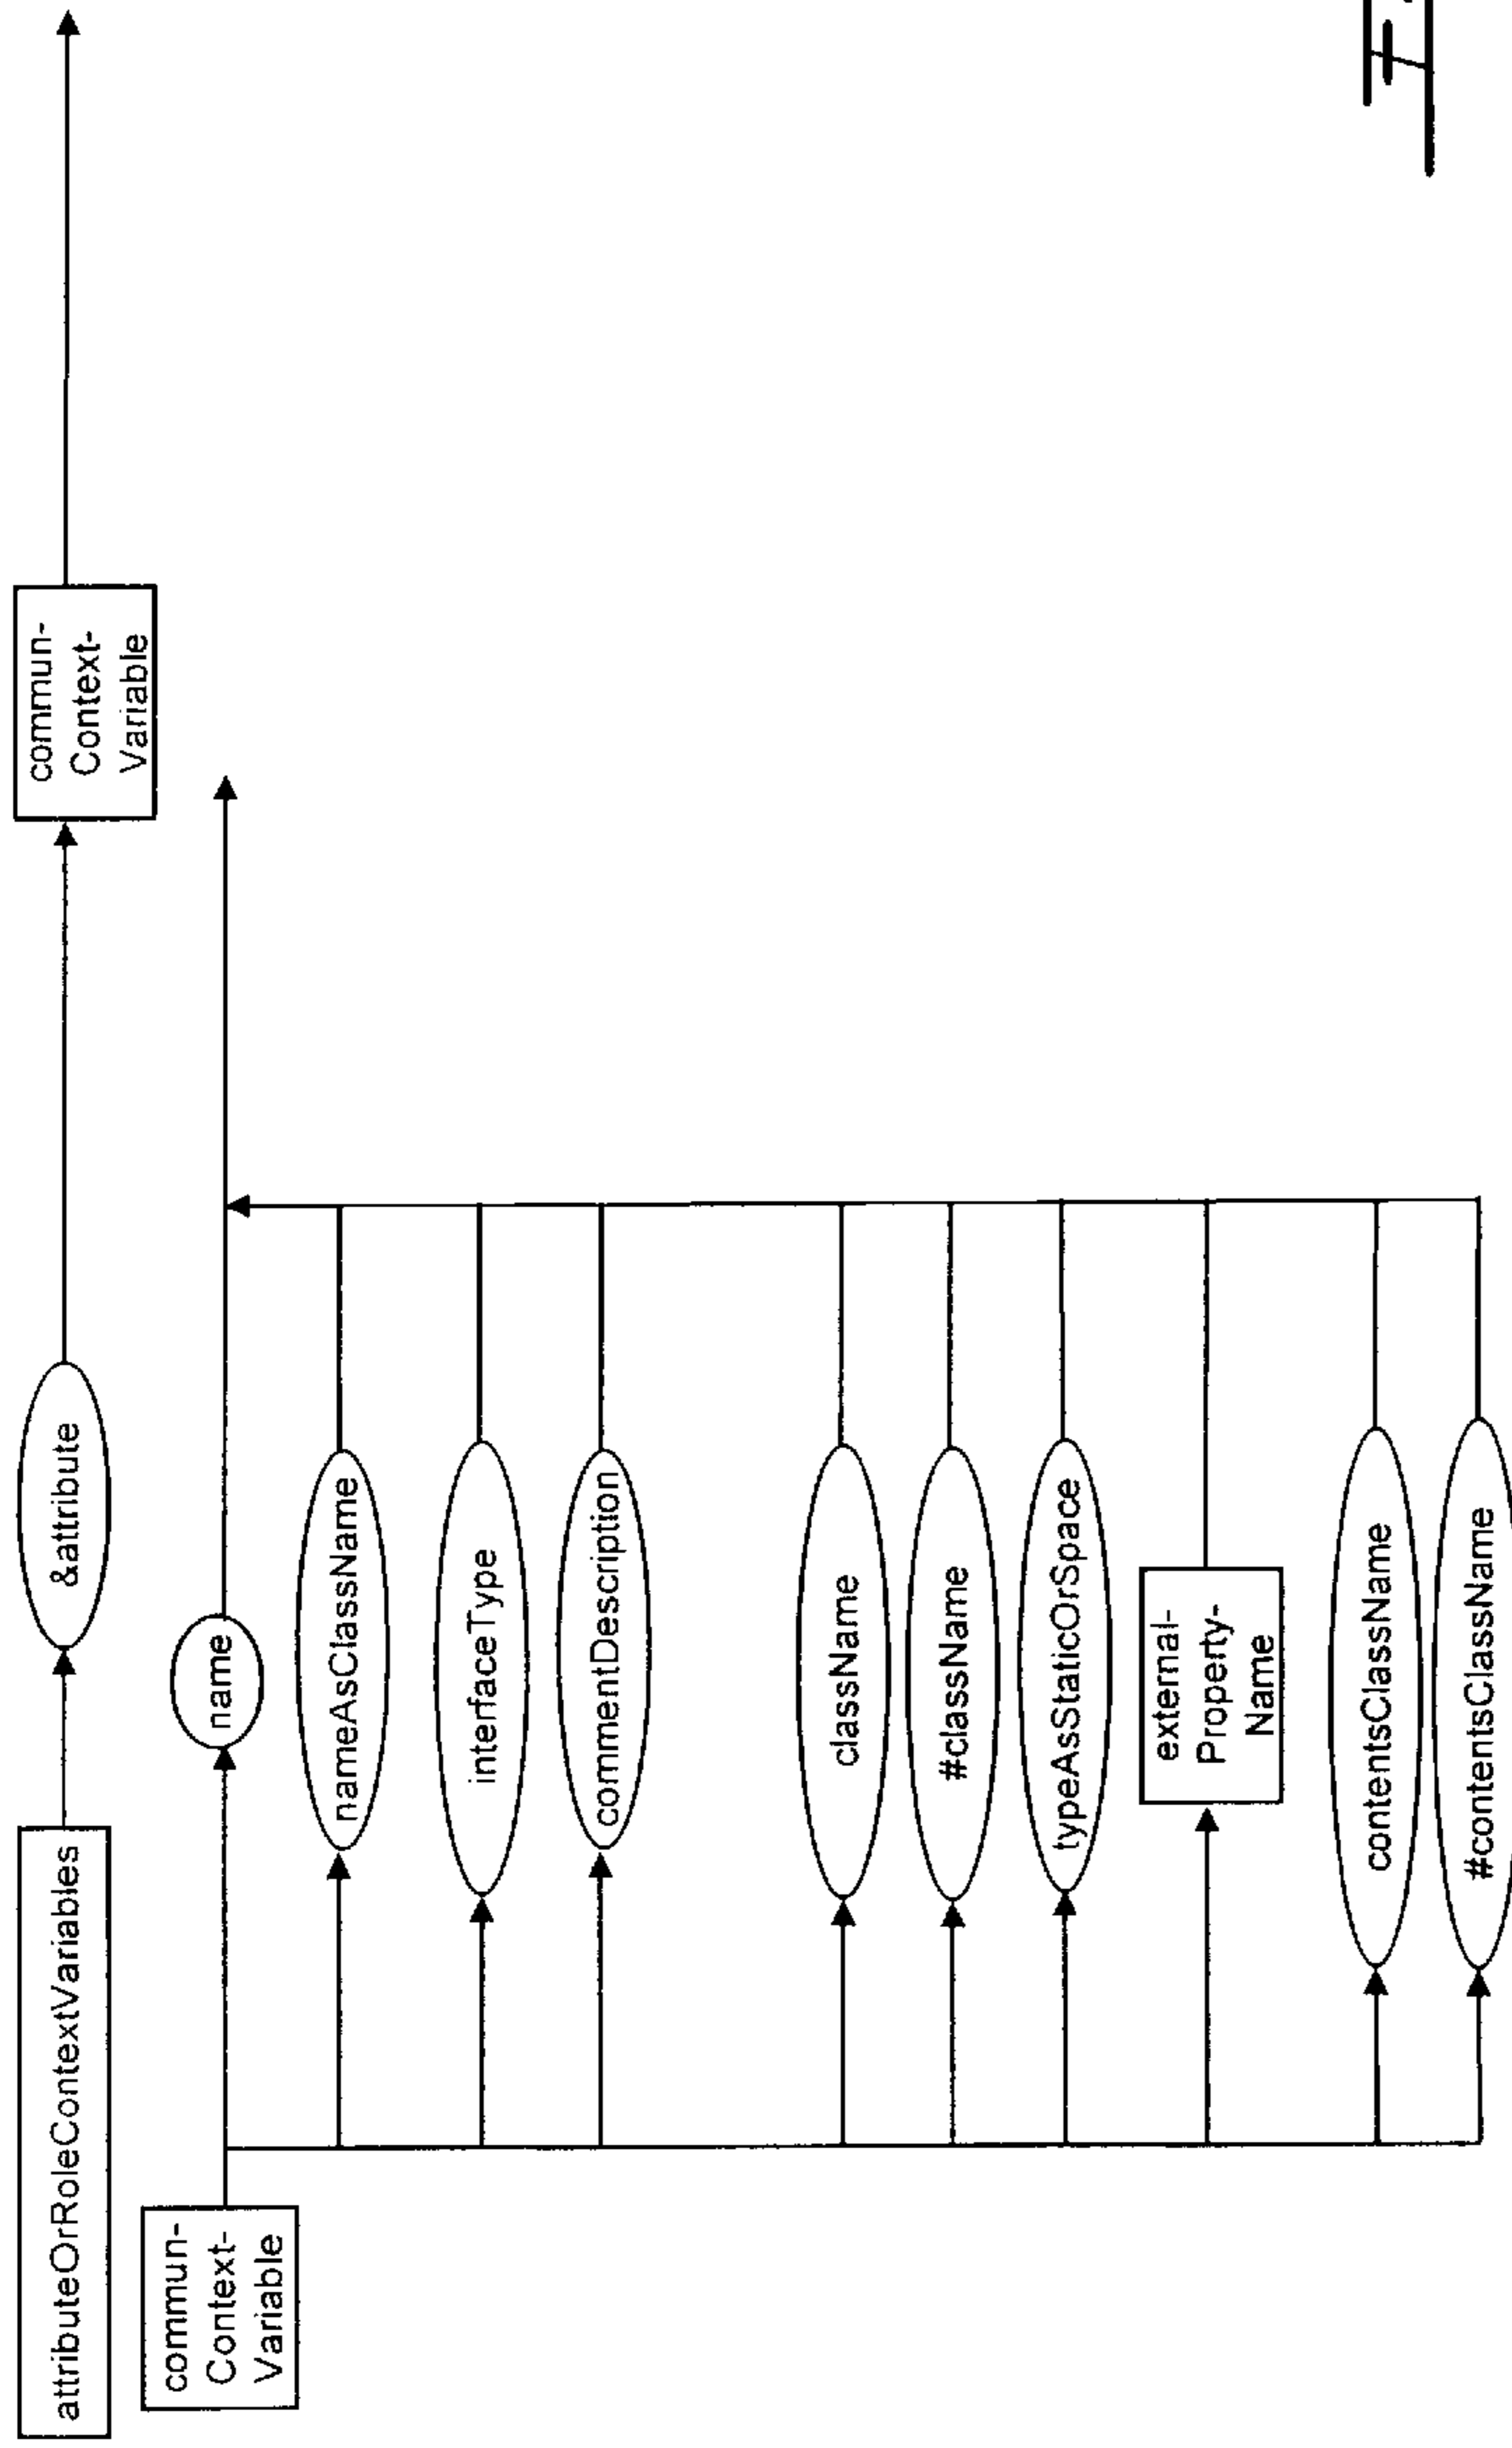 attributeOrRoleContextVariables
&attribute
commun-
Context-
Variable
commun-
Context-
Variable
name
nameAsClassName
interfaceType
commentDescription
className
#className
typeAsStaticOrSpace
external-
Property-
Name
contentsClassName
#contentsClassName